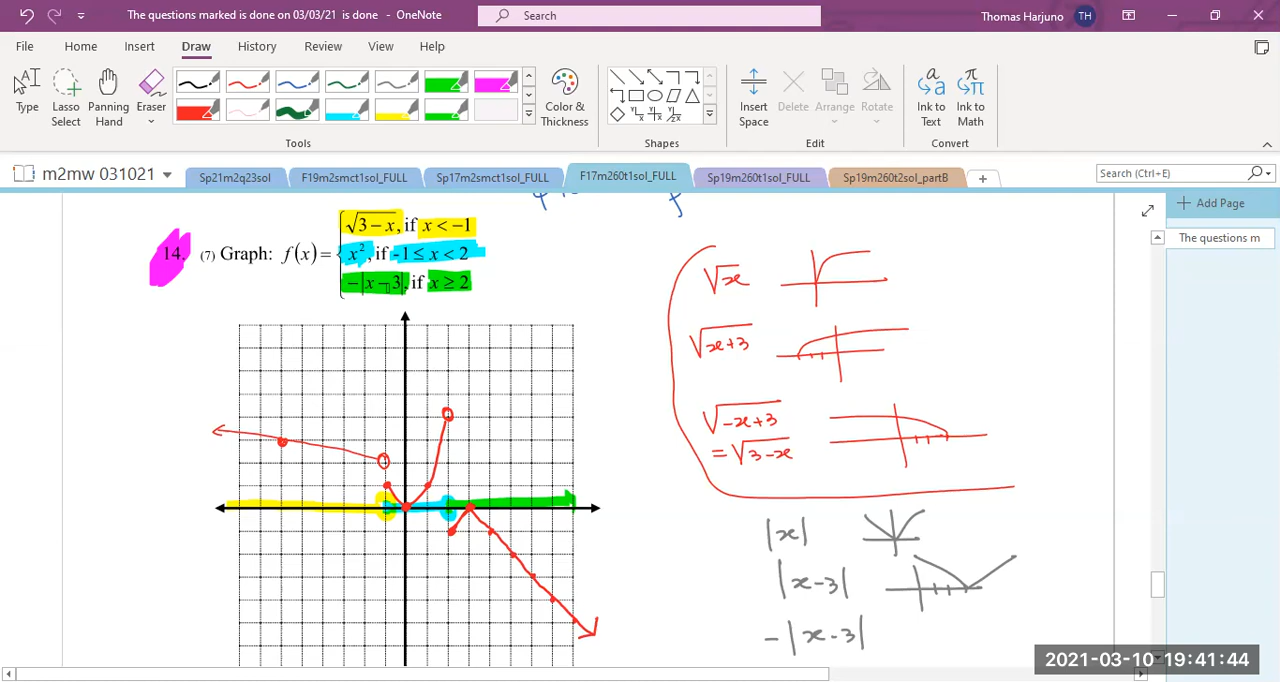 The questions marked is done on 03/03/21 is done - OneNote
Search
Thomas Harjuno
TH
File Home Insert Draw History Review View Help
Type
Lasso Select
Panning Hand
Eraser
Color & Thickness
Insert Space
Delete
Arrange
Rotate
Ink to Text
Ink to Math
Tools
Shapes
Edit
Convert
m2mw 031021
Sp21m2q23sol
F19m2smct1sol_FULL
Sp17m2smct1sol_FULL
F17m260t1sol_FULL
Sp19m260t1sol_FULL
Sp19m260t2sol_partB
Search (Ctrl+E)
Add Page
The questions m
√(3-x), if x < -1
14. (7) Graph: f(x) = x², if -1 ≤ x < 2
-|x-3|, if x ≥ 2
√x
√x+3
√-x+3
= √3-x
|x|
|x-3|
-|x-3|
2021-03-10 19:41:44